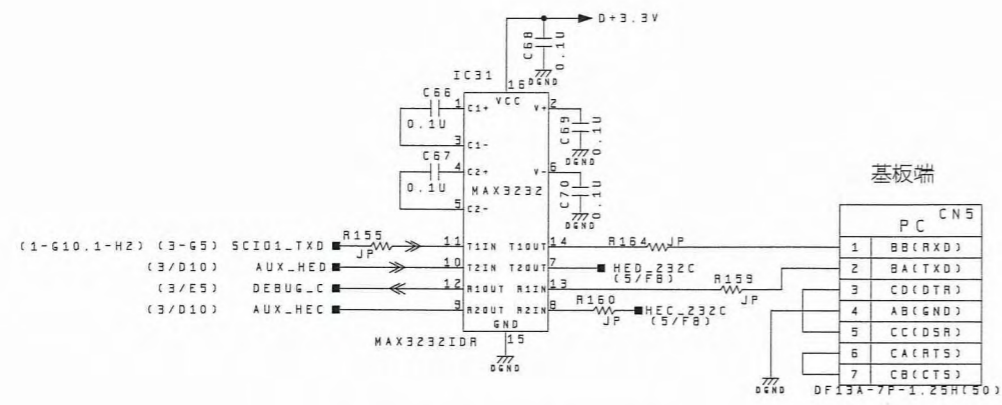 D+3.3V
C68
0.1U
DGND
IC31
16
VCC
C66
1
C1+
0.1U
3
C1-
C67
4
C2+
0.1U
5
C2-
V+
2
C69
0.1U
DGND
V-
6
C70
0.1U
DGND
MAX3232
(1-G10.1-H2) (3-G5) SCIO1_TXD
R155
JP
11
T1IN
T1OUT
14
R164
JP
(3/D10) AUX_HED
10
T2IN
T2OUT
7
HED_232C
(5/F8)
(3/E5) DEBUG_C
12
R1OUT
R1IN
13
R159
JP
(3/D10) AUX_HEC
9
R2OUT
R2IN
8
R160
JP
HEC_232C
(5/F8)
GND
15
MAX3232IDR
DGND
基板端
CN5
PC
1 BB(RXD)
2 BA(TXD)
3 CD(DTR)
4 AB(GND)
5 CC(DSR)
6 CA(RTS)
7 CB(CTS)
DGND
DF13A-7P-1.25H(50)